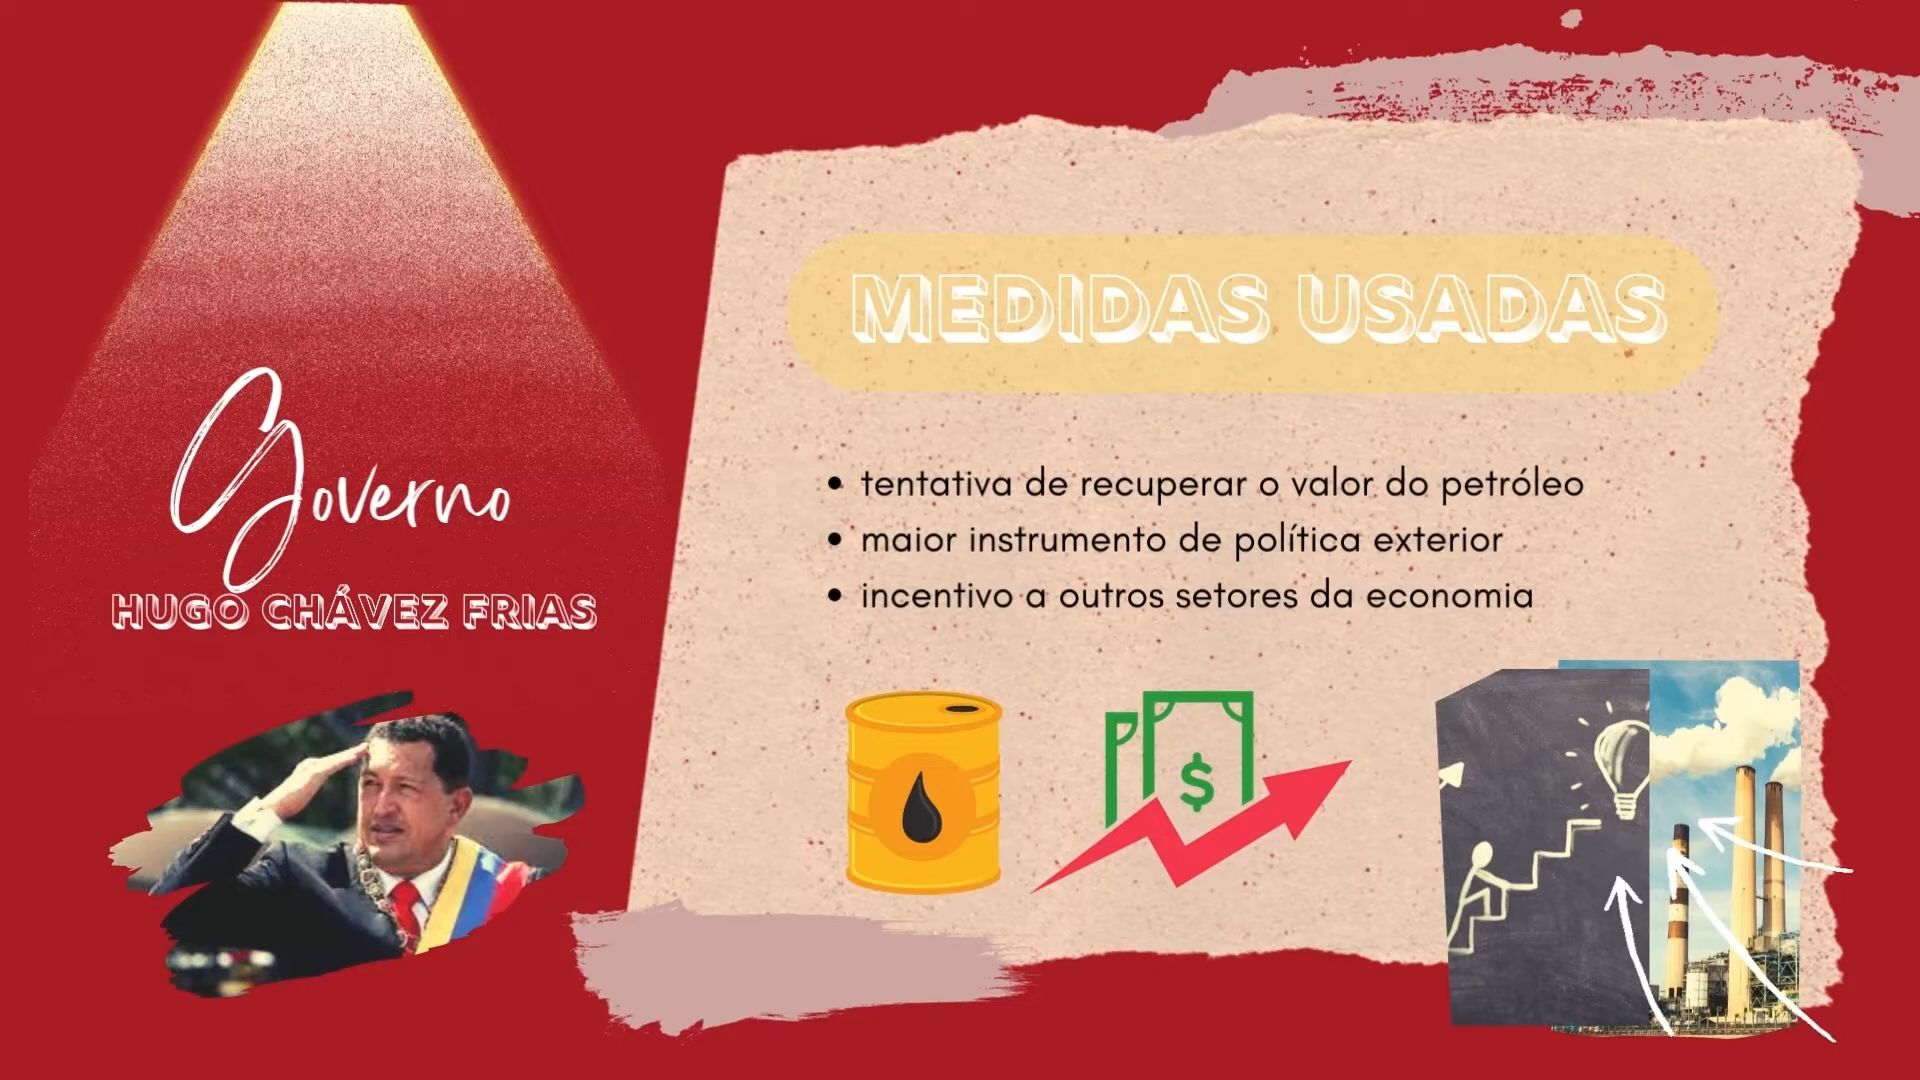 Governo
HUGO CHÁVEZ FRIAS
MEDIDAS USADAS
• tentativa de recuperar o valor do petróleo
• maior instrumento de política exterior
• incentivo a outros setores da economia
$